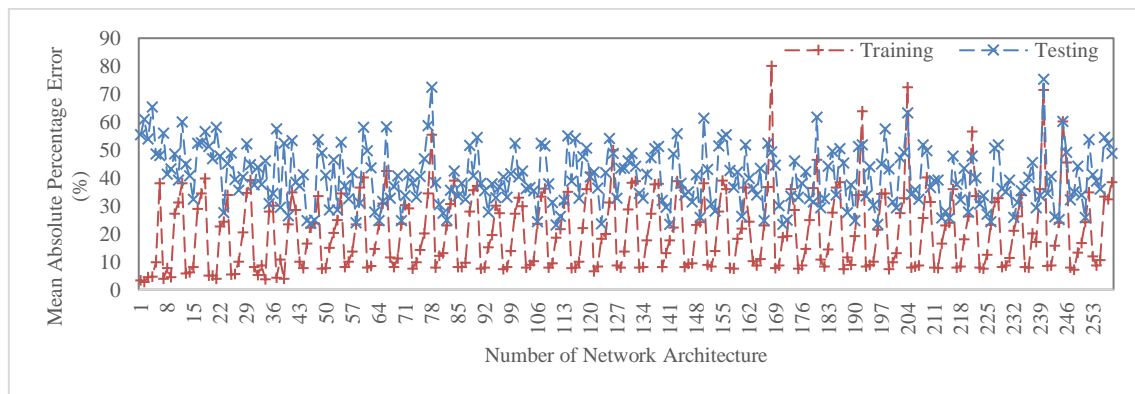 Mean Absolute Percentage Error
(%)
90
80
70
60
50
40
30
20
10
0
Training
Testing
1 8 15 22 29 36 43 50 57 64 71 78 85 92 99 106 113 120 127 134 141 148 155 162 169 176 183 190 197 204 211 218 225 232 239 246 253
Number of Network Architecture